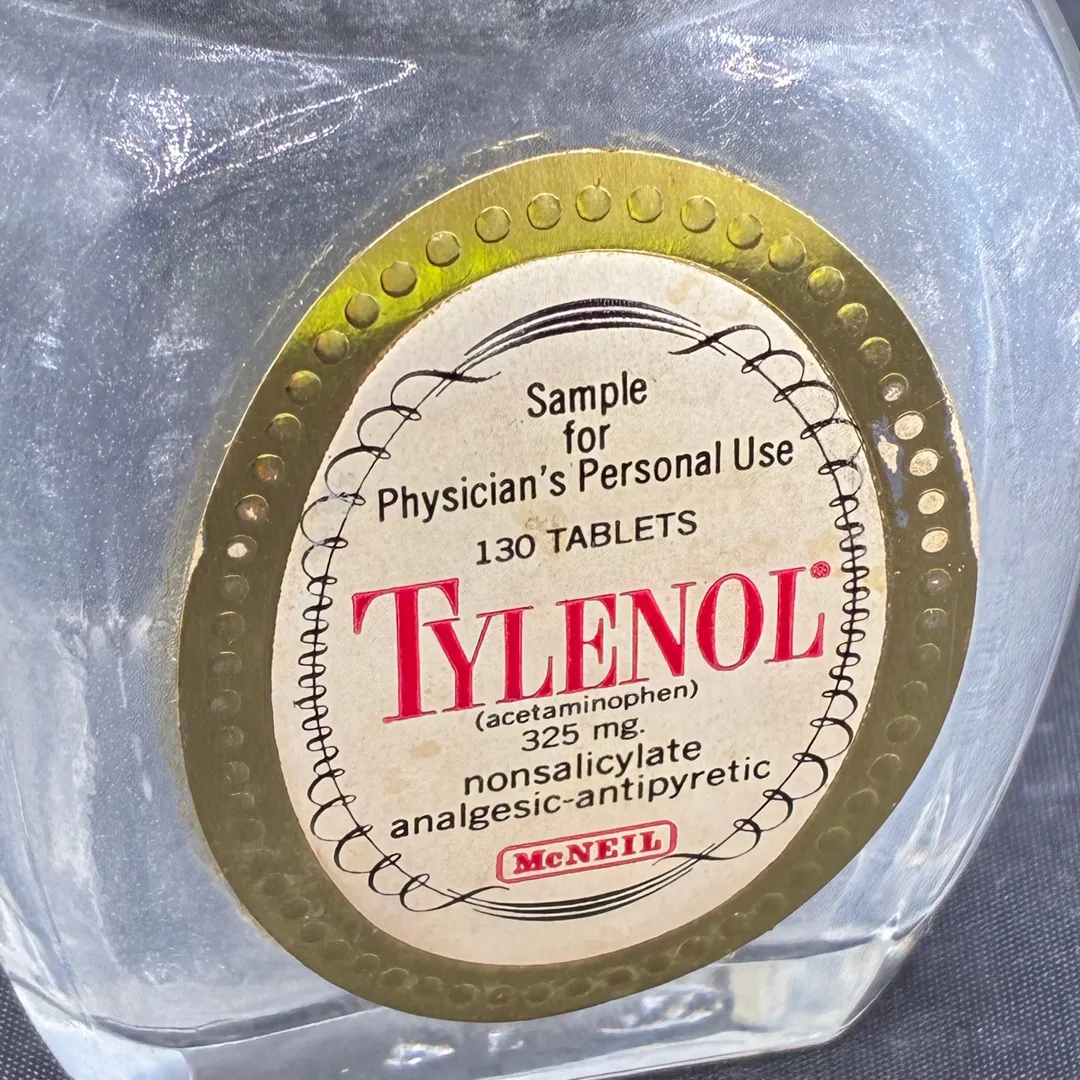 Sample
for
Physician's Personal Use
130 TABLETS
TYLENOL®
(acetaminophen)
325 mg.
nonsalicylate
analgesic-antipyretic
McNEIL